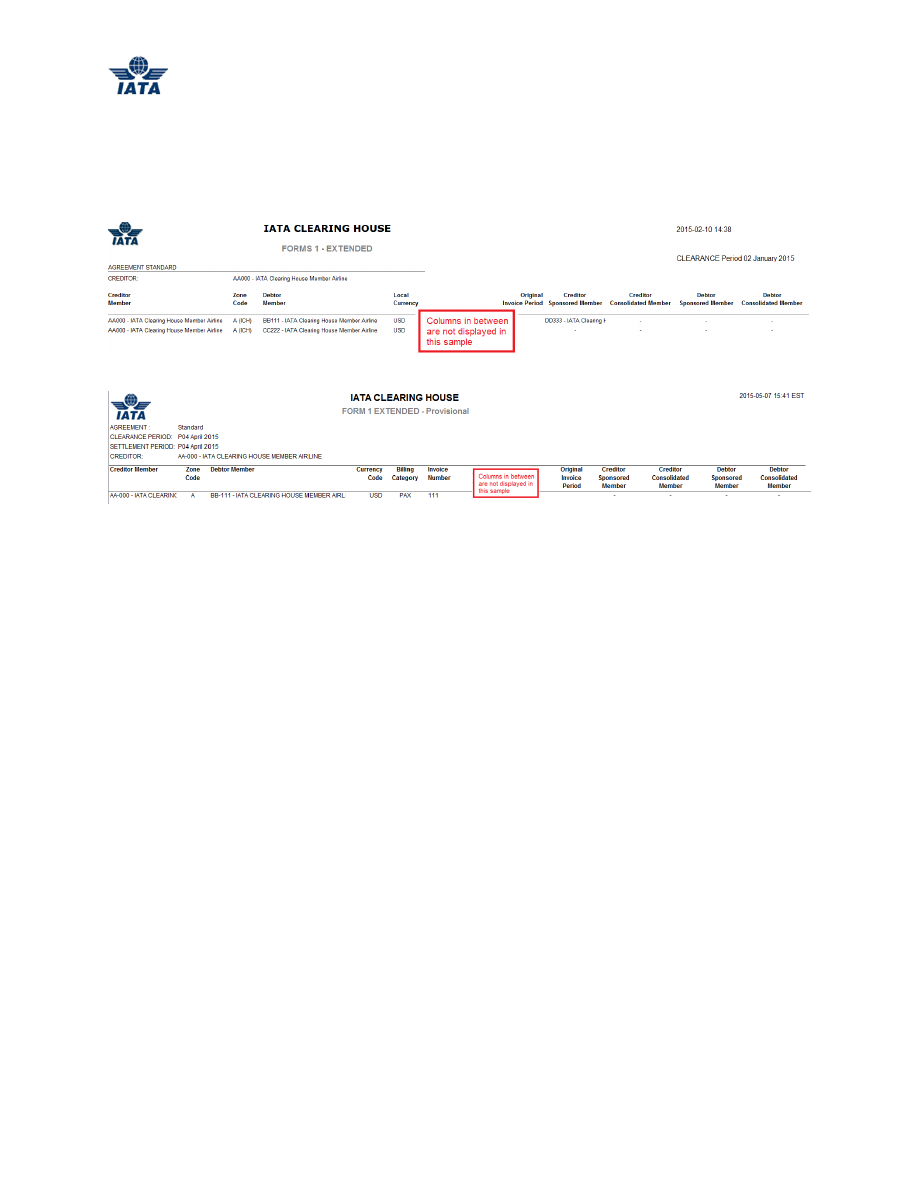 IATA
IATA CLEARING HOUSE 2015-02-10 14:38
IATA
FORMS 1 - EXTENDED
CLEARANCE Period 02 January 2015
AGREEMENT STANDARD
CREDITOR: AA000 - IATA Clearing House Member Airline
Creditor Zone Debtor Local Original Creditor Creditor Debtor Debtor
Member Code Member Currency Invoice Period Sponsored Member Consolidated Member Sponsored Member Consolidated Member
AA000 - IATA Clearing House Member Airline A (ICH) BB111 - IATA Clearing House Member Airline USD DD333 - IATA Clearing H - - -
AA000 - IATA Clearing House Member Airline A (ICH) CC222 - IATA Clearing House Member Airline USD - - - -
Columns in between
are not displayed in
this sample
IATA CLEARING HOUSE 2015-05-07 15:41 EST
IATA
FORM 1 EXTENDED - Provisional
AGREEMENT : Standard
CLEARANCE PERIOD: P04 April 2015
SETTLEMENT PERIOD: P04 April 2015
CREDITOR: AA-000 - IATA CLEARING HOUSE MEMBER AIRLINE
Creditor Member Zone Debtor Member Currency Billing Invoice Original Creditor Creditor Debtor Debtor
Code Code Category Number Invoice Sponsored Consolidated Sponsored Consolidated
Period Member Member Member Member
Columns in between
are not displayed in
this sample
AA-000 - IATA CLEARING A BB-111 - IATA CLEARING HOUSE MEMBER AIRL USD PAX 111 - - - -